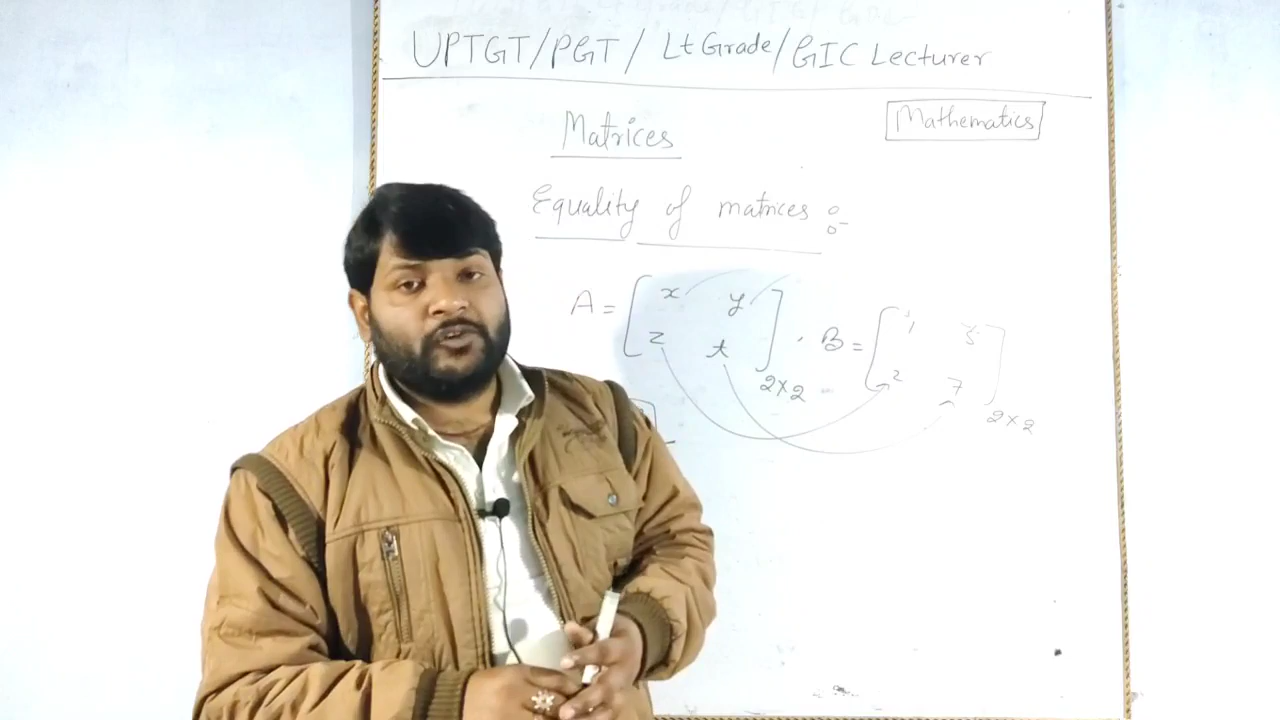 UPTGT/PGT/ Lt Grade/GIC Lecturer
Mathematics
Matrices
Equality of matrices :-
A = [ x y
z t ] 2×2 , B = [ 1 5
2 7 ] 2×2